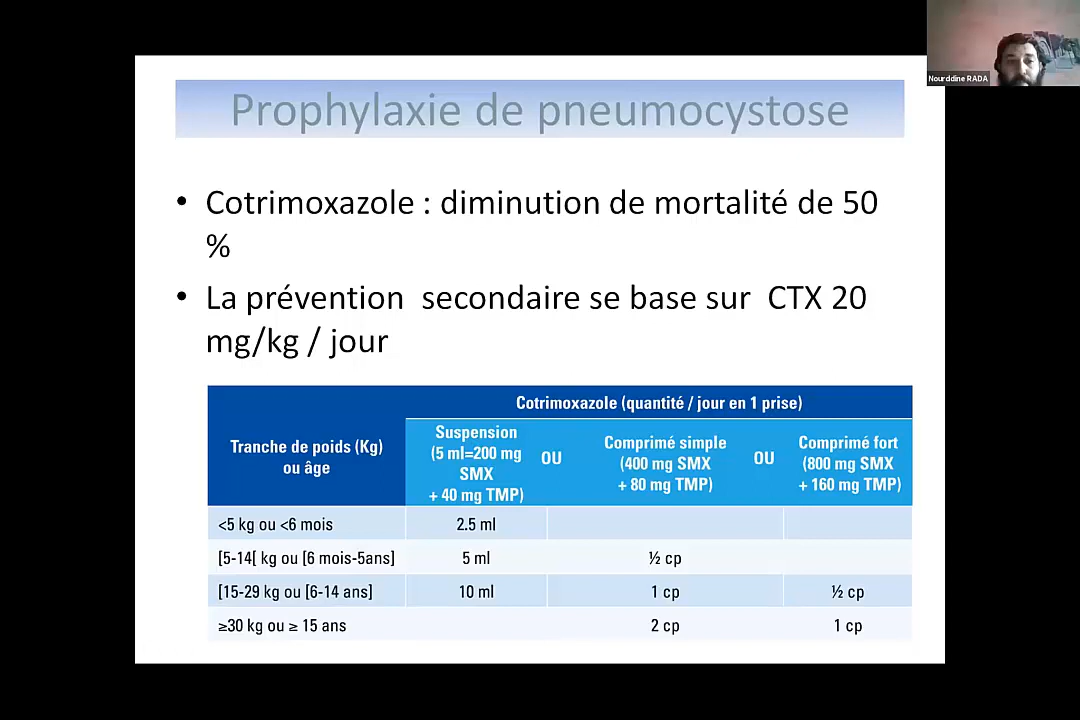 Nourddine RADA
Prophylaxie de pneumocystose
• Cotrimoxazole : diminution de mortalité de 50
%
• La prévention secondaire se base sur CTX 20
mg/kg / jour
Tranche de poids (Kg)
ou âge
Cotrimoxazole (quantité / jour en 1 prise)
Suspension
(5 ml=200 mg
SMX
+ 40 mg TMP)
OU
Comprimé simple
(400 mg SMX
+ 80 mg TMP)
OU
Comprimé fort
(800 mg SMX
+ 160 mg TMP)
<5 kg ou <6 mois 2.5 ml
[5-14[ kg ou [6 mois-5ans] 5 ml ½ cp
[15-29 kg ou [6-14 ans] 10 ml 1 cp ½ cp
≥30 kg ou ≥ 15 ans 2 cp 1 cp